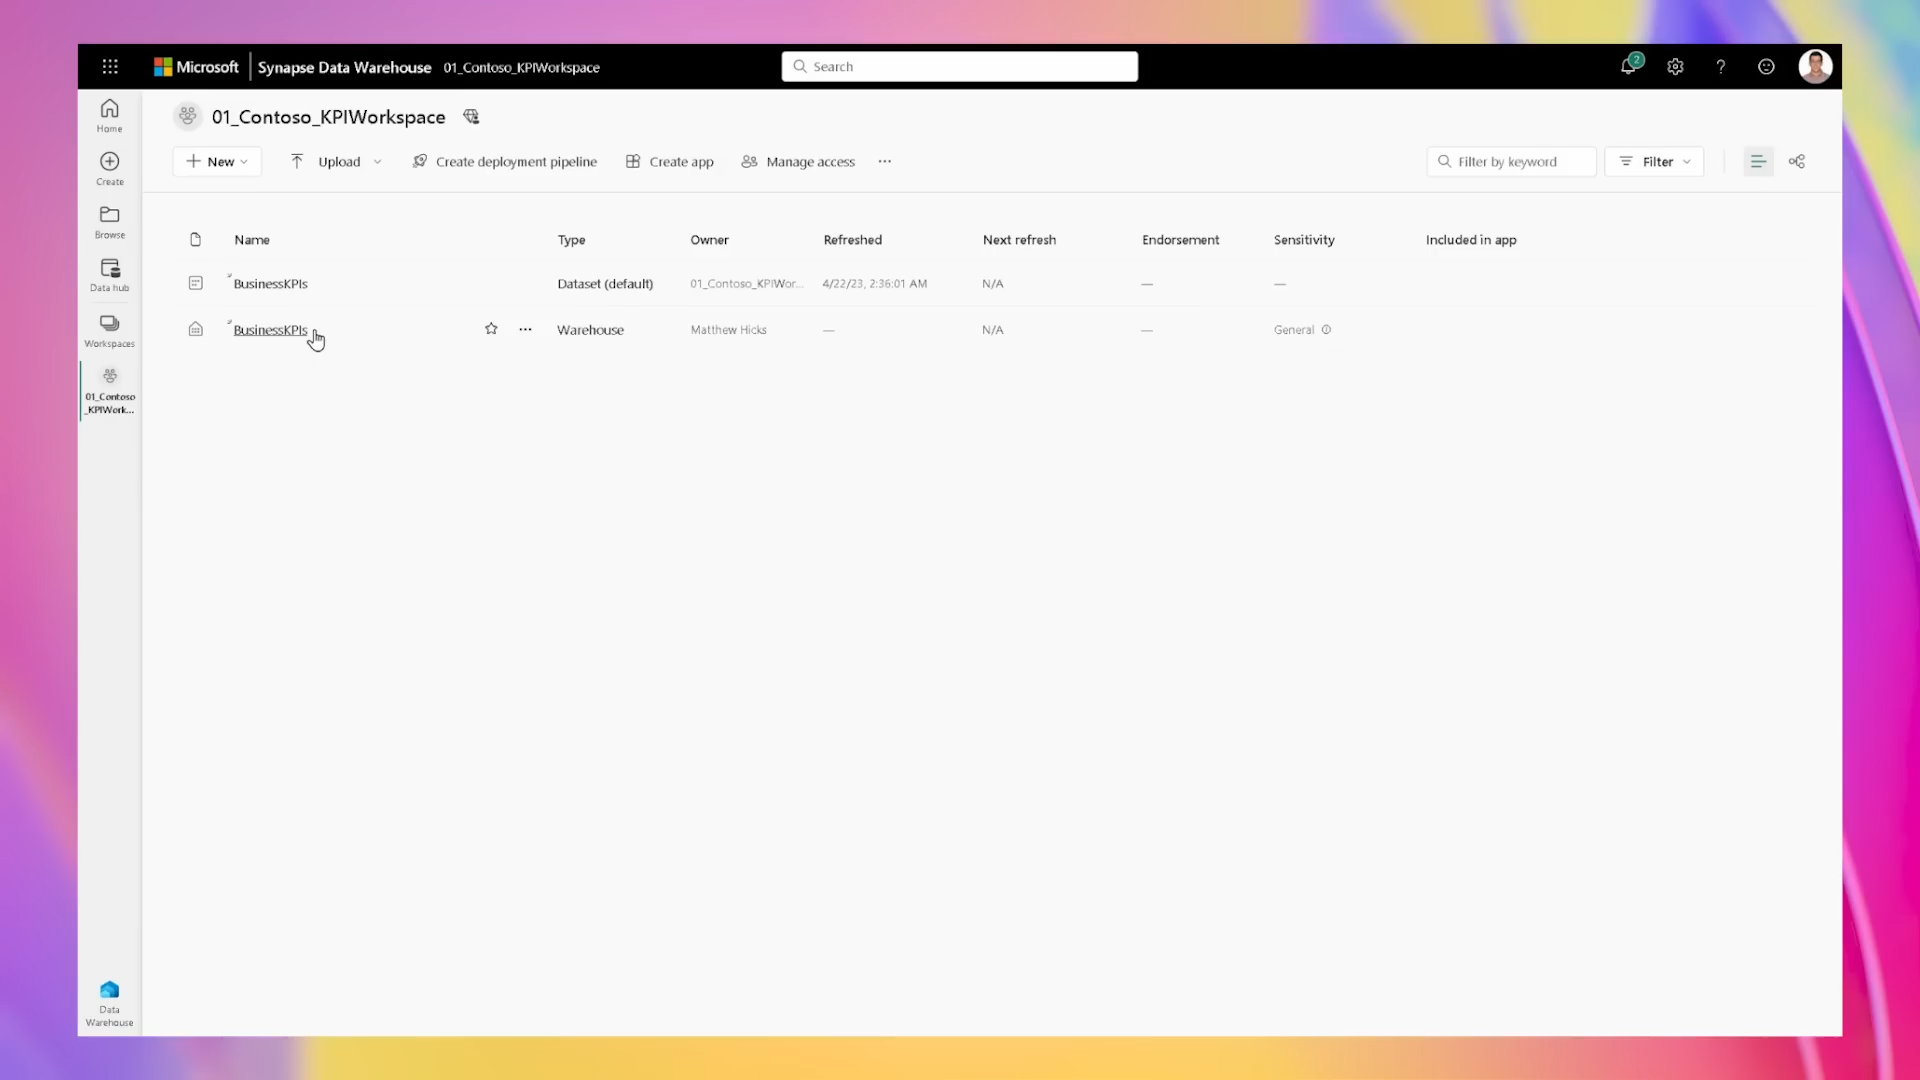 Microsoft Synapse Data Warehouse 01_Contoso_KPIWorkspace Search 2
Home
Create
Browse
Data hub
Workspaces
01_Contoso
_KPIWork...
Data
Warehouse
01_Contoso_KPIWorkspace
New Upload Create deployment pipeline Create app Manage access ... Filter by keyword Filter
Name Type Owner Refreshed Next refresh Endorsement Sensitivity Included in app
BusinessKPIs Dataset (default) 01_Contoso_KPIWor... 4/22/23, 2:36:01 AM N/A — —
BusinessKPIs ... Warehouse Matthew Hicks — N/A — General